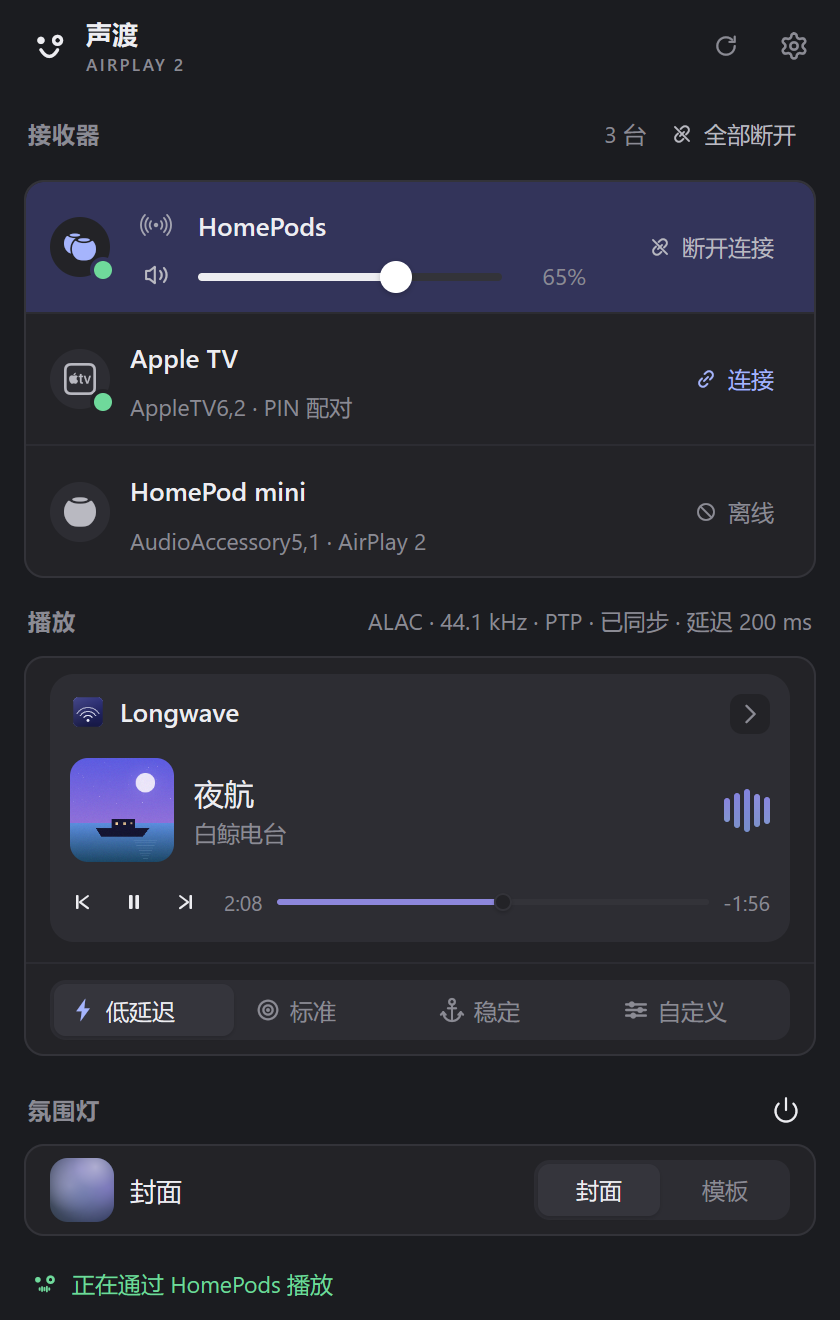 声渡
AIRPLAY 2
接收器
3 台
全部断开
HomePods
65%
断开连接
Apple TV
tv
AppleTV6,2 · PIN 配对
连接
HomePod mini
AudioAccessory5,1 · AirPlay 2
离线
播放
ALAC · 44.1 kHz · PTP · 已同步 · 延迟 200 ms
Longwave
夜航
白鲸电台
2:08
-1:56
低延迟
标准
稳定
自定义
氛围灯
封面
封面
模板
正在通过 HomePods 播放